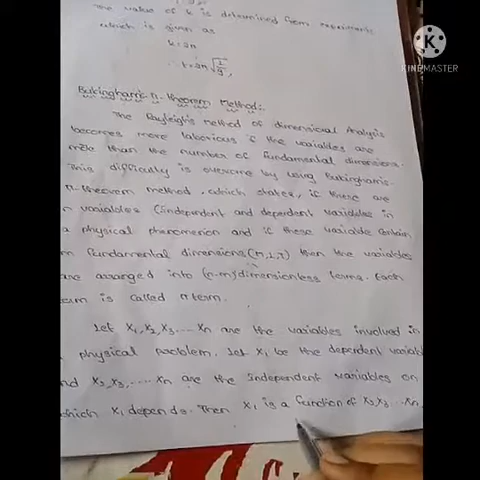 The value of k is determined from experiments
which is given as
k = 2π
∴ t = 2π √L/g,
KINEMASTER
Bukingham's π-theorem Method:-
The Rayleigh's method of dimensional Analysis
becomes more laborious if the variables are
more than the number of fundamental dimensions.
This difficulty is overcome by using Bukinghams
π-theorem method, which states, if there are
n variables (independent and dependent variables in
a physical phenomenon and if these variable contain
m fundamental dimensions (M,L,T) then the variables
are arranged into (n-m) dimensionless terms. Each
term is called π term.
Let X1, X2, X3.....Xn are the variables involved in
physical problem. Let X1 be the dependent variabl
nd X2, X3,.....Xn are the independent variables on
which X1 depends. Then X1 is a function of X2 X3...Xn